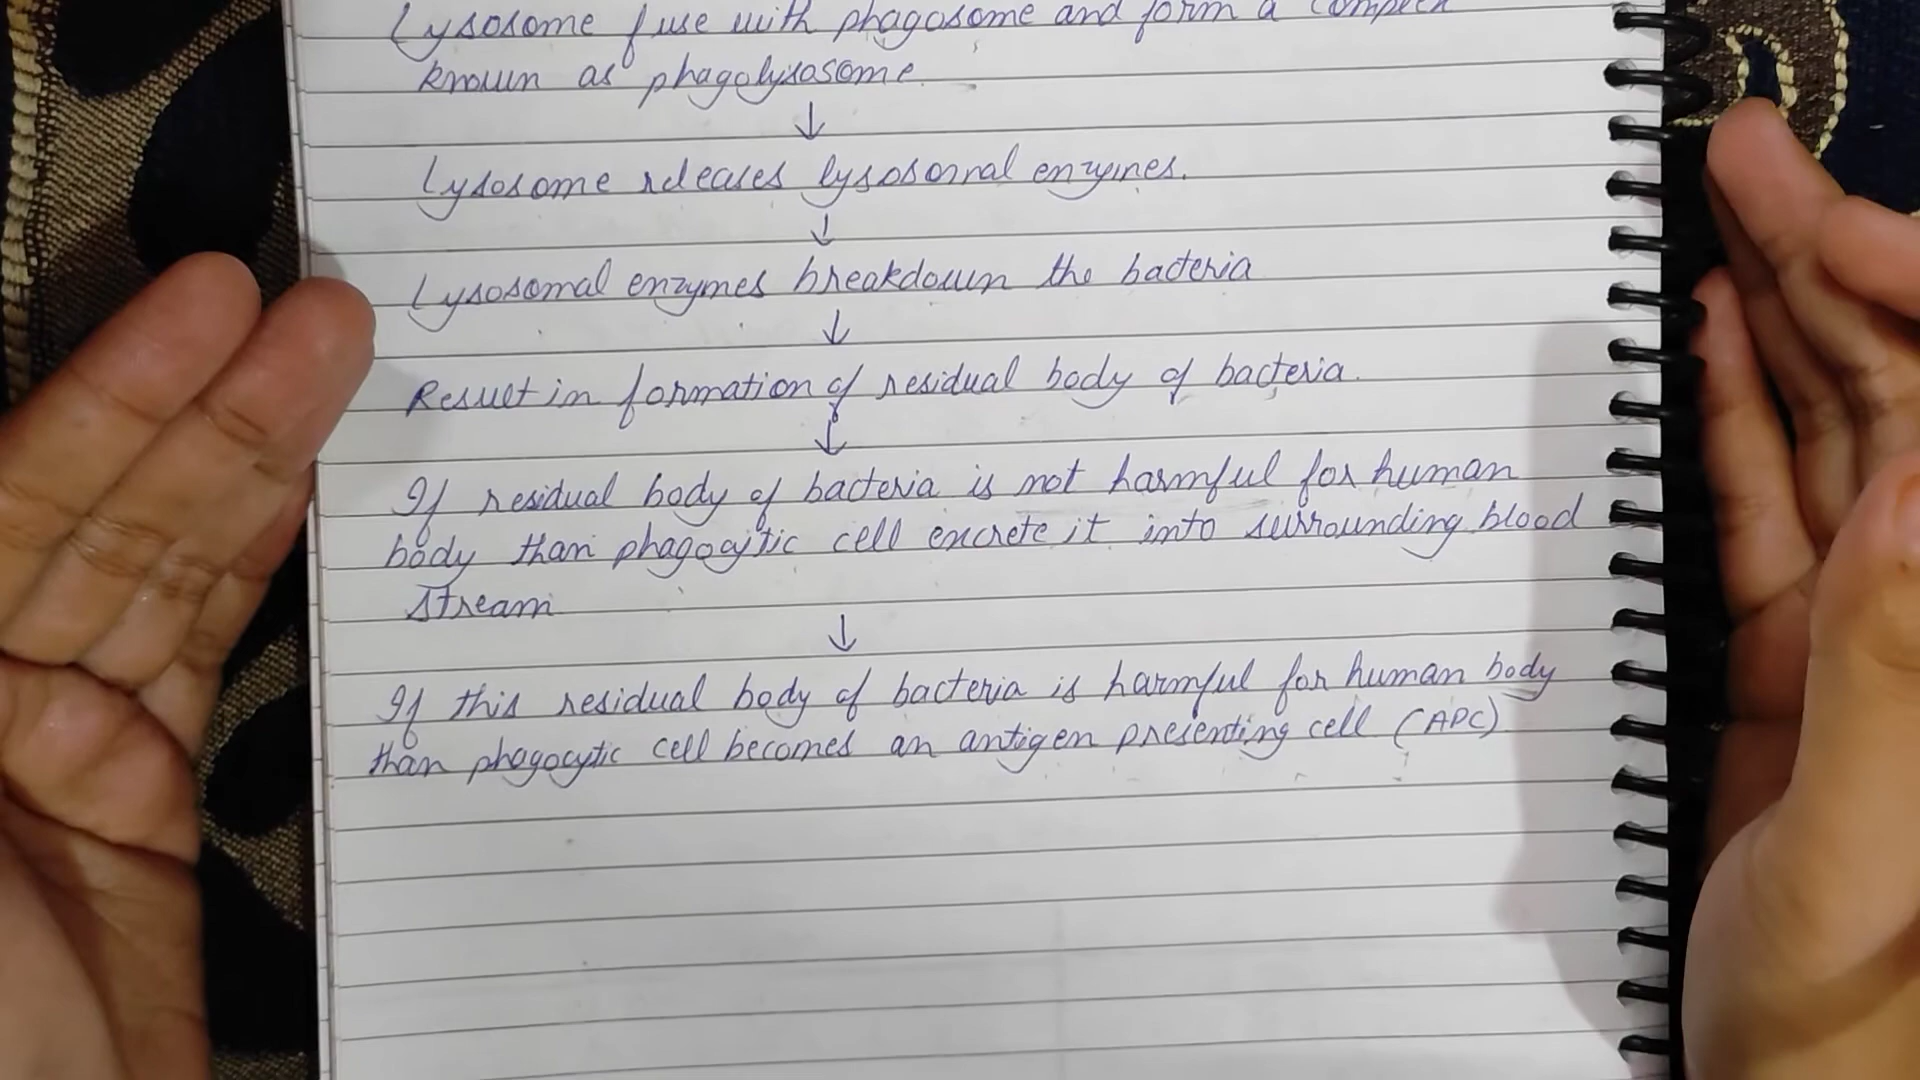 Lysosome fuse with phagosome and form a complex
known as phagolysosome
↓
Lysosome releases lysosomal enzymes.
↓
Lysosomal enzymes breakdown the bacteria
↓
Result in formation of residual body of bacteria.
↓
If residual body of bacteria is not harmful for human
body than phagocytic cell excrete it into surrounding blood
stream
↓
If this residual body of bacteria is harmful for human body
than phagocytic cell becomes an antigen presenting cell (APC)